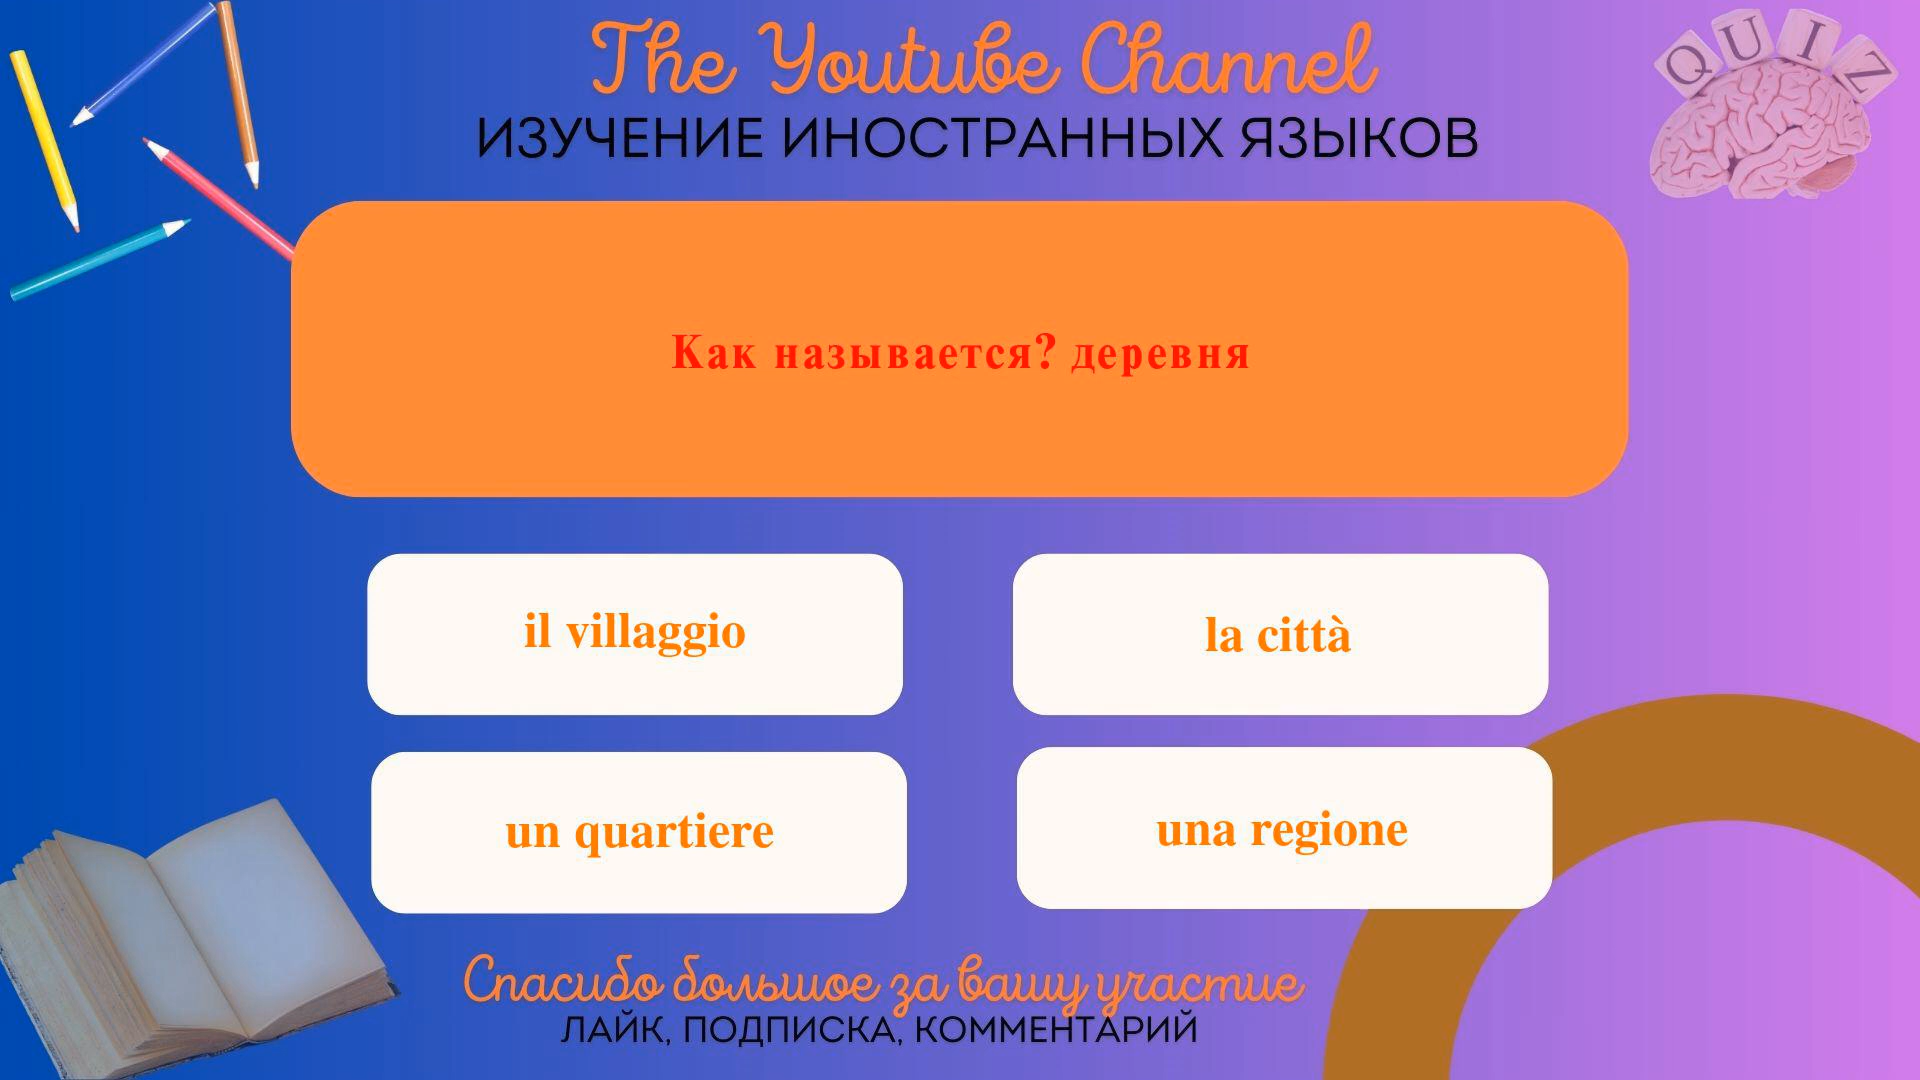 The Youtube Channel
QUIZ
ИЗУЧЕНИЕ ИНОСТРАННЫХ ЯЗЫКОВ
Как называется? деревня
il villaggio
la città
un quartiere
una regione
Спасибо большое за вашу участие
ЛАЙК, ПОДПИСКА, КОММЕНТАРИЙ